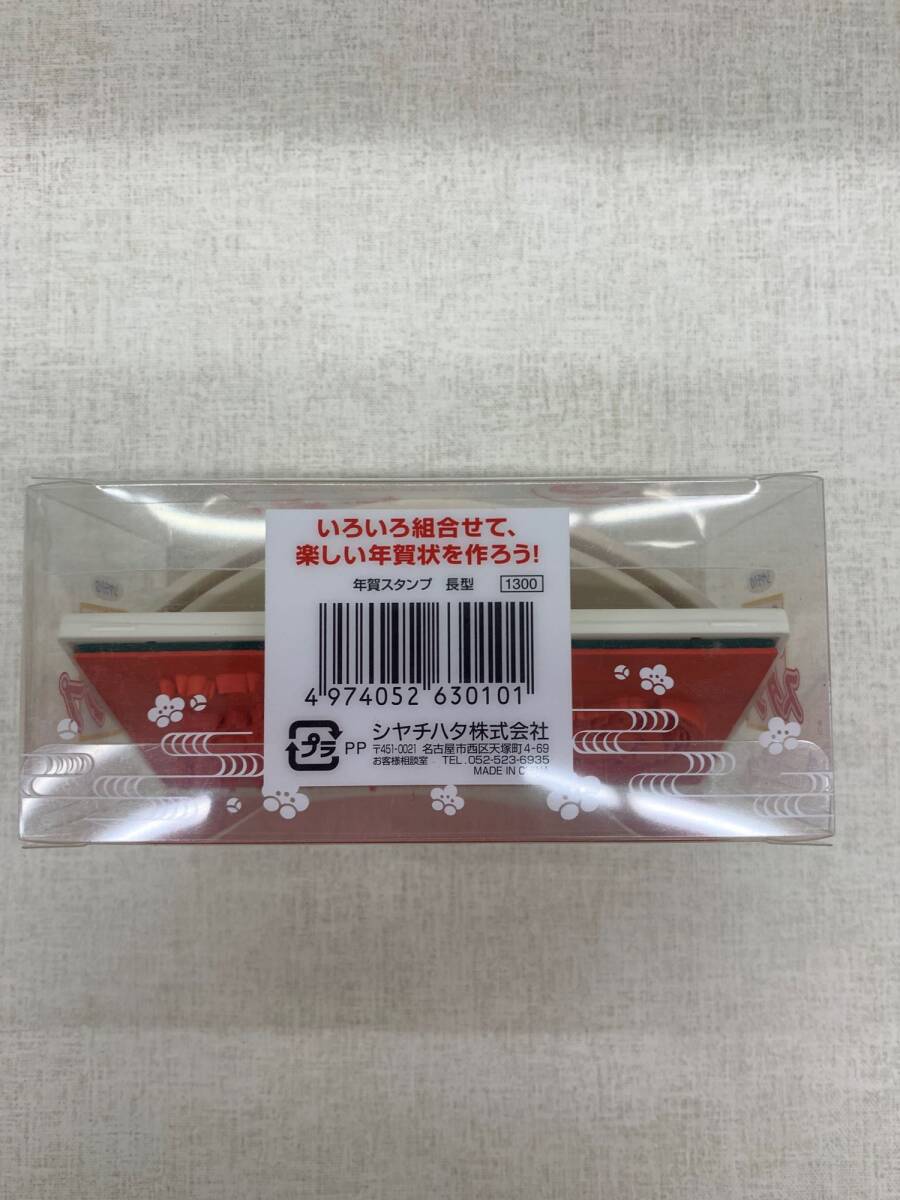 いろいろ組合せて、
楽しい年賀状を作ろう!
年賀スタンプ 長型 1300
4 974052 630101
プラ PP シヤチハタ株式会社
〒451-0021 名古屋市西区天塚町4-69
お客様相談室 TEL.052-523-6935
MADE IN